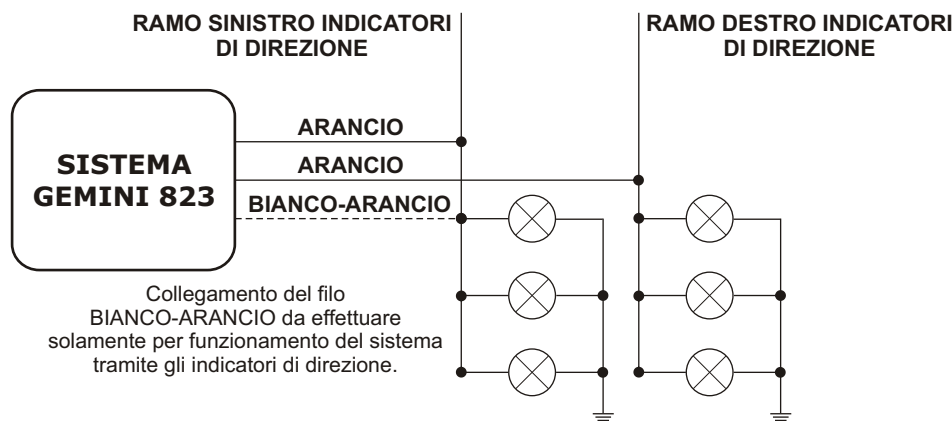 RAMO SINISTRO INDICATORI
DI DIREZIONE
RAMO DESTRO INDICATORI
DI DIREZIONE
SISTEMA
GEMINI 823
ARANCIO
ARANCIO
BIANCO-ARANCIO
Collegamento del filo
BIANCO-ARANCIO da effettuare
solamente per funzionamento del sistema
tramite gli indicatori di direzione.